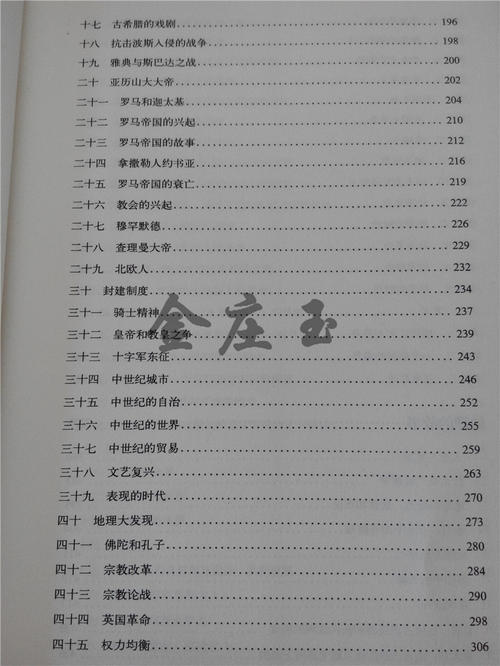 十七 古希腊的戏剧 196
十八 抗击波斯入侵的战争 198
十九 雅典与斯巴达之战 200
二十 亚历山大大帝 202
二十一 罗马和迦太基 204
二十二 罗马帝国的兴起 210
二十三 罗马帝国的故事 212
二十四 拿撒勒人约书亚 216
二十五 罗马帝国的衰亡 219
二十六 教会的兴起 222
二十七 穆罕默德 226
二十八 查理曼大帝 229
二十九 北欧人 232
三十 封建制度 234
三十一 骑士精神 237
三十二 皇帝和教皇之争 239
金庄玉
三十三 十字军东征 243
三十四 中世纪城市 246
三十五 中世纪的自治 252
三十六 中世纪的世界 255
三十七 中世纪的贸易 259
三十八 文艺复兴 263
三十九 表现的时代 270
四十 地理大发现 273
四十一 佛陀和孔子 280
四十二 宗教改革 284
四十三 宗教论战 290
四十四 英国革命 298
四十五 权力均衡 306